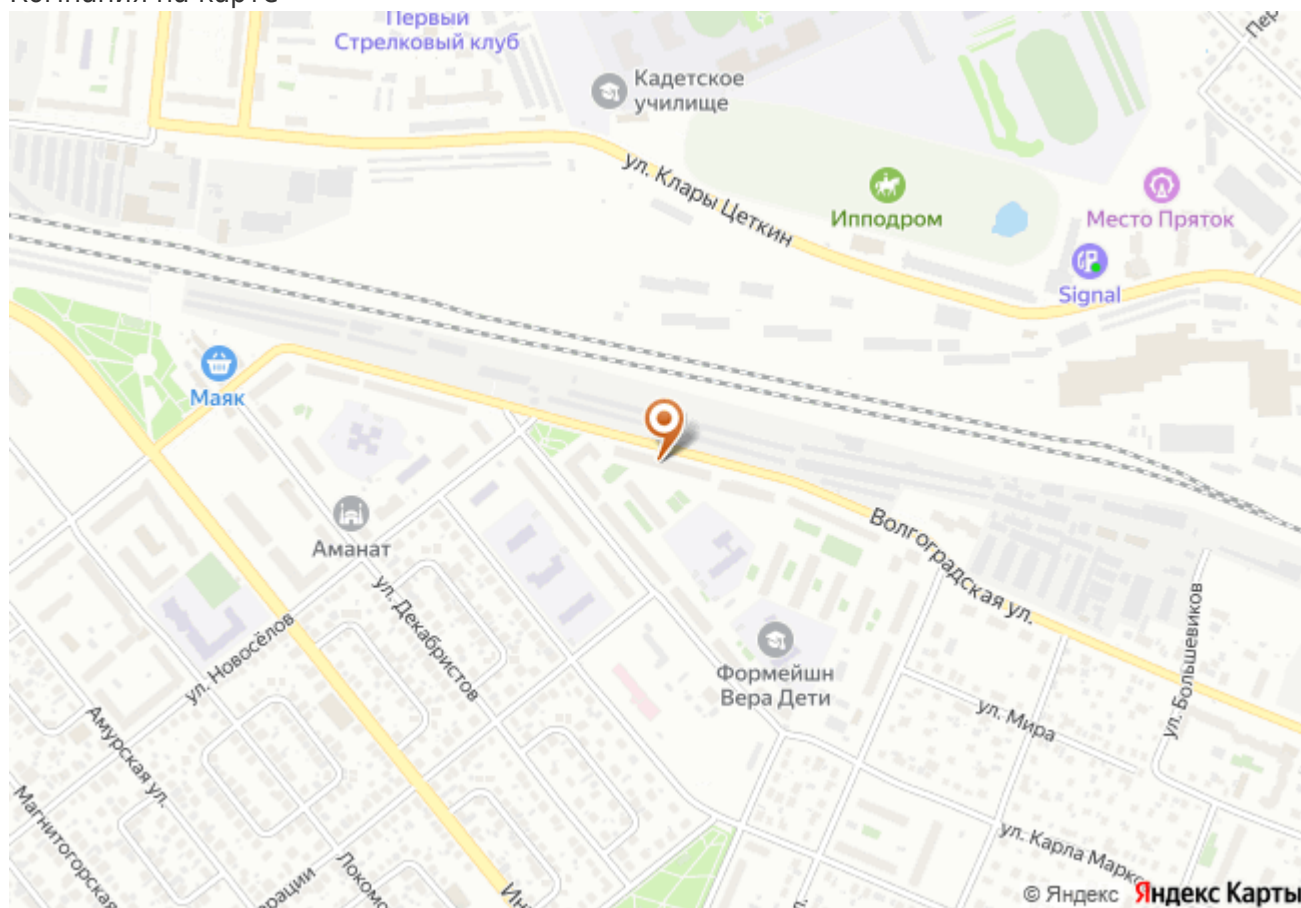 Первый
Стрелковый клуб
Кадетское
училище
ул. Клары Цеткин
Ипподром
Место Пряток
Signal
Маяк
Аманат
Волгоградская ул.
ул. Декабристов
ул. Новосёлов
Формейшн
Вера Дети
ул. Большевиков
ул. Мира
Амурская ул.
Магнитогорская
ул. Карла Маркс
© Яндекс Яндекс Карты